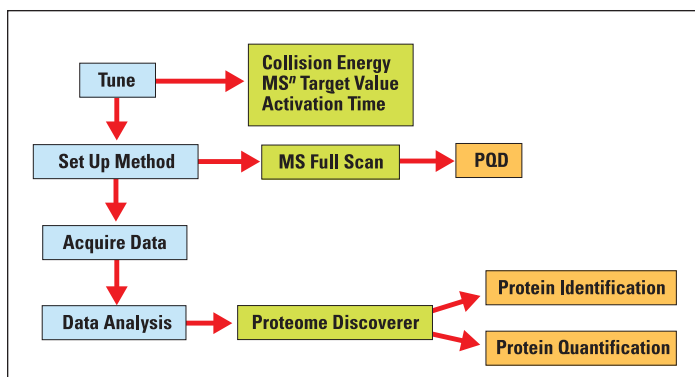 Tune
Collision Energy
MSⁿ Target Value
Activation Time
Set Up Method
MS Full Scan
PQD
Acquire Data
Data Analysis
Proteome Discoverer
Protein Identification
Protein Quantification